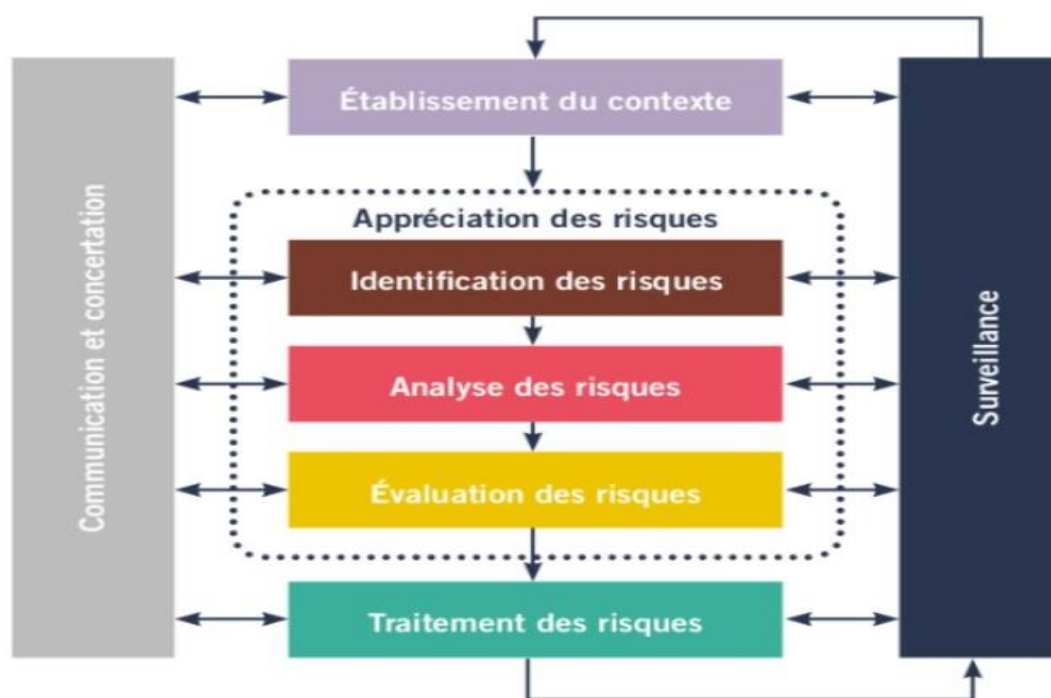 Établissement du contexte
Communication et concertation
Appréciation des risques
Identification des risques
Analyse des risques
Évaluation des risques
Traitement des risques
Surveillance